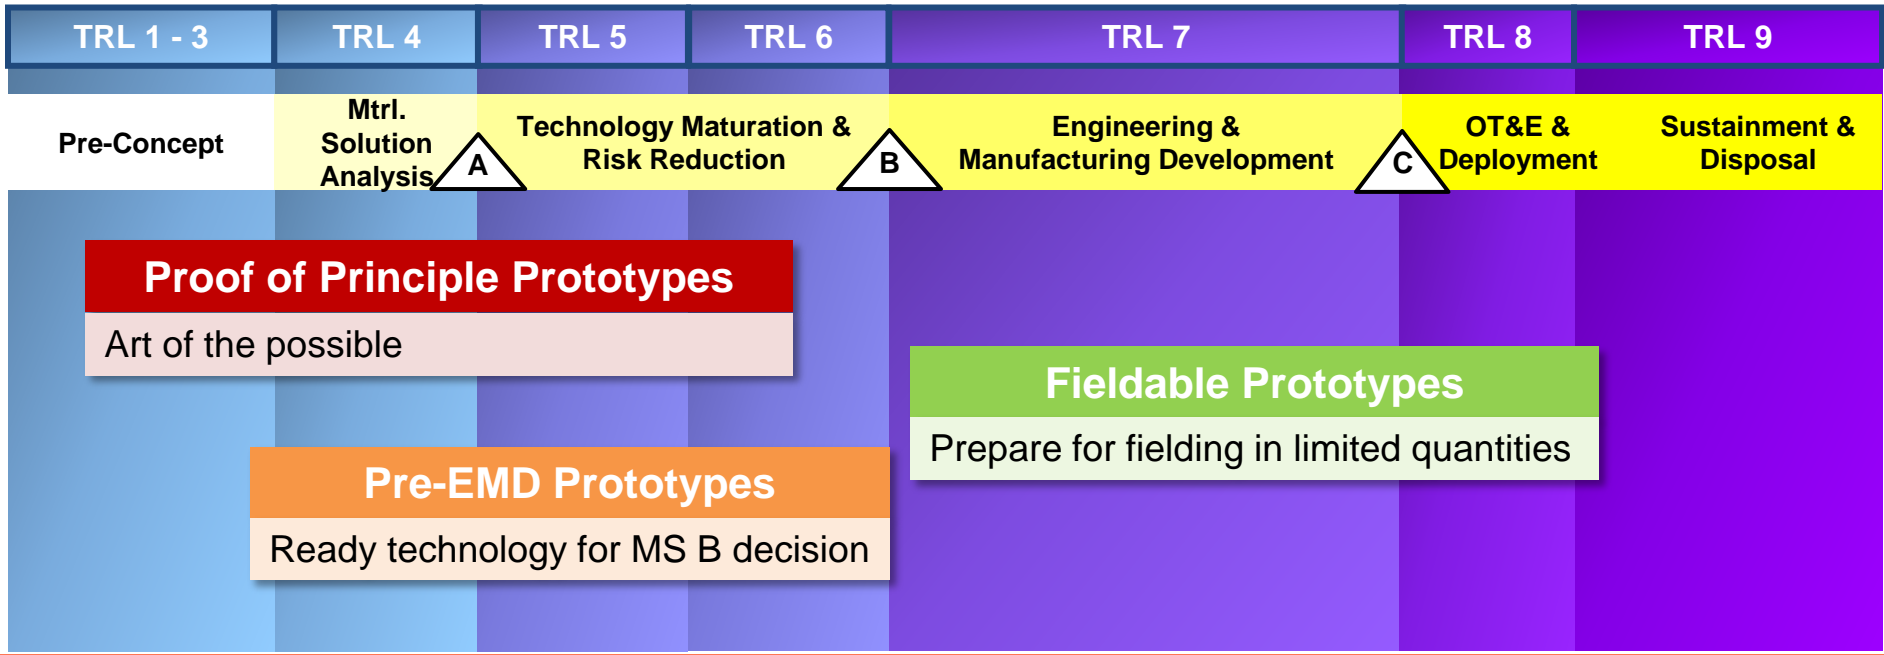 TRL 1 - 3
TRL 4
TRL 5
TRL 6
TRL 7
TRL 8
TRL 9
Pre-Concept
Mtrl.
Solution
Analysis
A
Technology Maturation &
Risk Reduction
B
Engineering &
Manufacturing Development
C
OT&E &
Deployment
Sustainment &
Disposal
Proof of Principle Prototypes
Art of the possible
Fieldable Prototypes
Prepare for fielding in limited quantities
Pre-EMD Prototypes
Ready technology for MS B decision